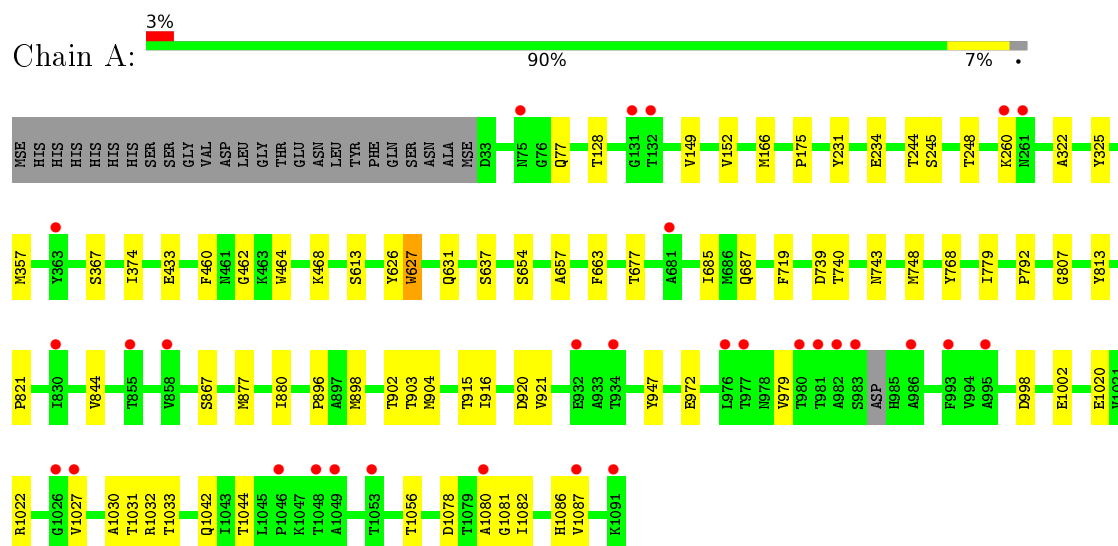 3%
Chain A:
90% 7% •
MSE HIS HIS HIS HIS HIS HIS SER SER GLY VAL ASP LEU GLY THR GLU ASN LEU TYR PHE GLN SER ASN ALA MSE D33 N75 G76 Q77 T128 G131 T132 V149 V152 M166 P175 Y231 E234 T244 S245 T248 K260 N261 A322 Y325
M357 Y363 S367 I374 E433 F460 N461 G462 K463 W464 K468 S613 Y626 W627 Q631 S637 S654 A657 F663 T677 A681 I685 M686 Q687 F719 D739 T740 N743 M748 Y768 I779 P792 G807 Y813
P821 I830 V844 T855 V858 S867 M877 I880 P896 A897 M898 T902 T903 M904 T915 I916 D920 V921 E932 A933 T934 Y947 E972 L976 T977 N978 V979 T980 T981 A982 S983 ASP H985 A986 F993 V994 A995 D998 E1002 E1020 V1021
R1022 G1026 V1027 A1030 T1031 R1032 T1033 Q1042 I1043 T1044 L1045 P1046 K1047 T1048 A1049 T1053 T1056 D1078 T1079 A1080 G1081 I1082 H1086 V1087 K1091